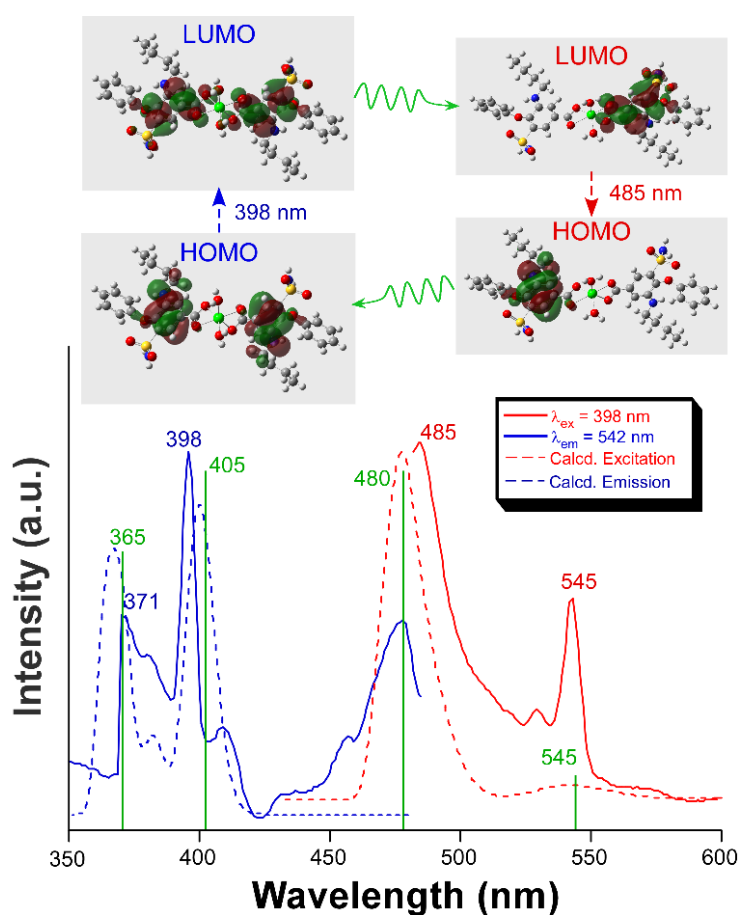 LUMO
LUMO
398 nm
485 nm
HOMO
HOMO
λex = 398 nm
λem = 542 nm
Calcd. Excitation
Calcd. Emission
398
405
485
480
365
371
545
545
Intensity (a.u.)
350 400 450 500 550 600
Wavelength (nm)